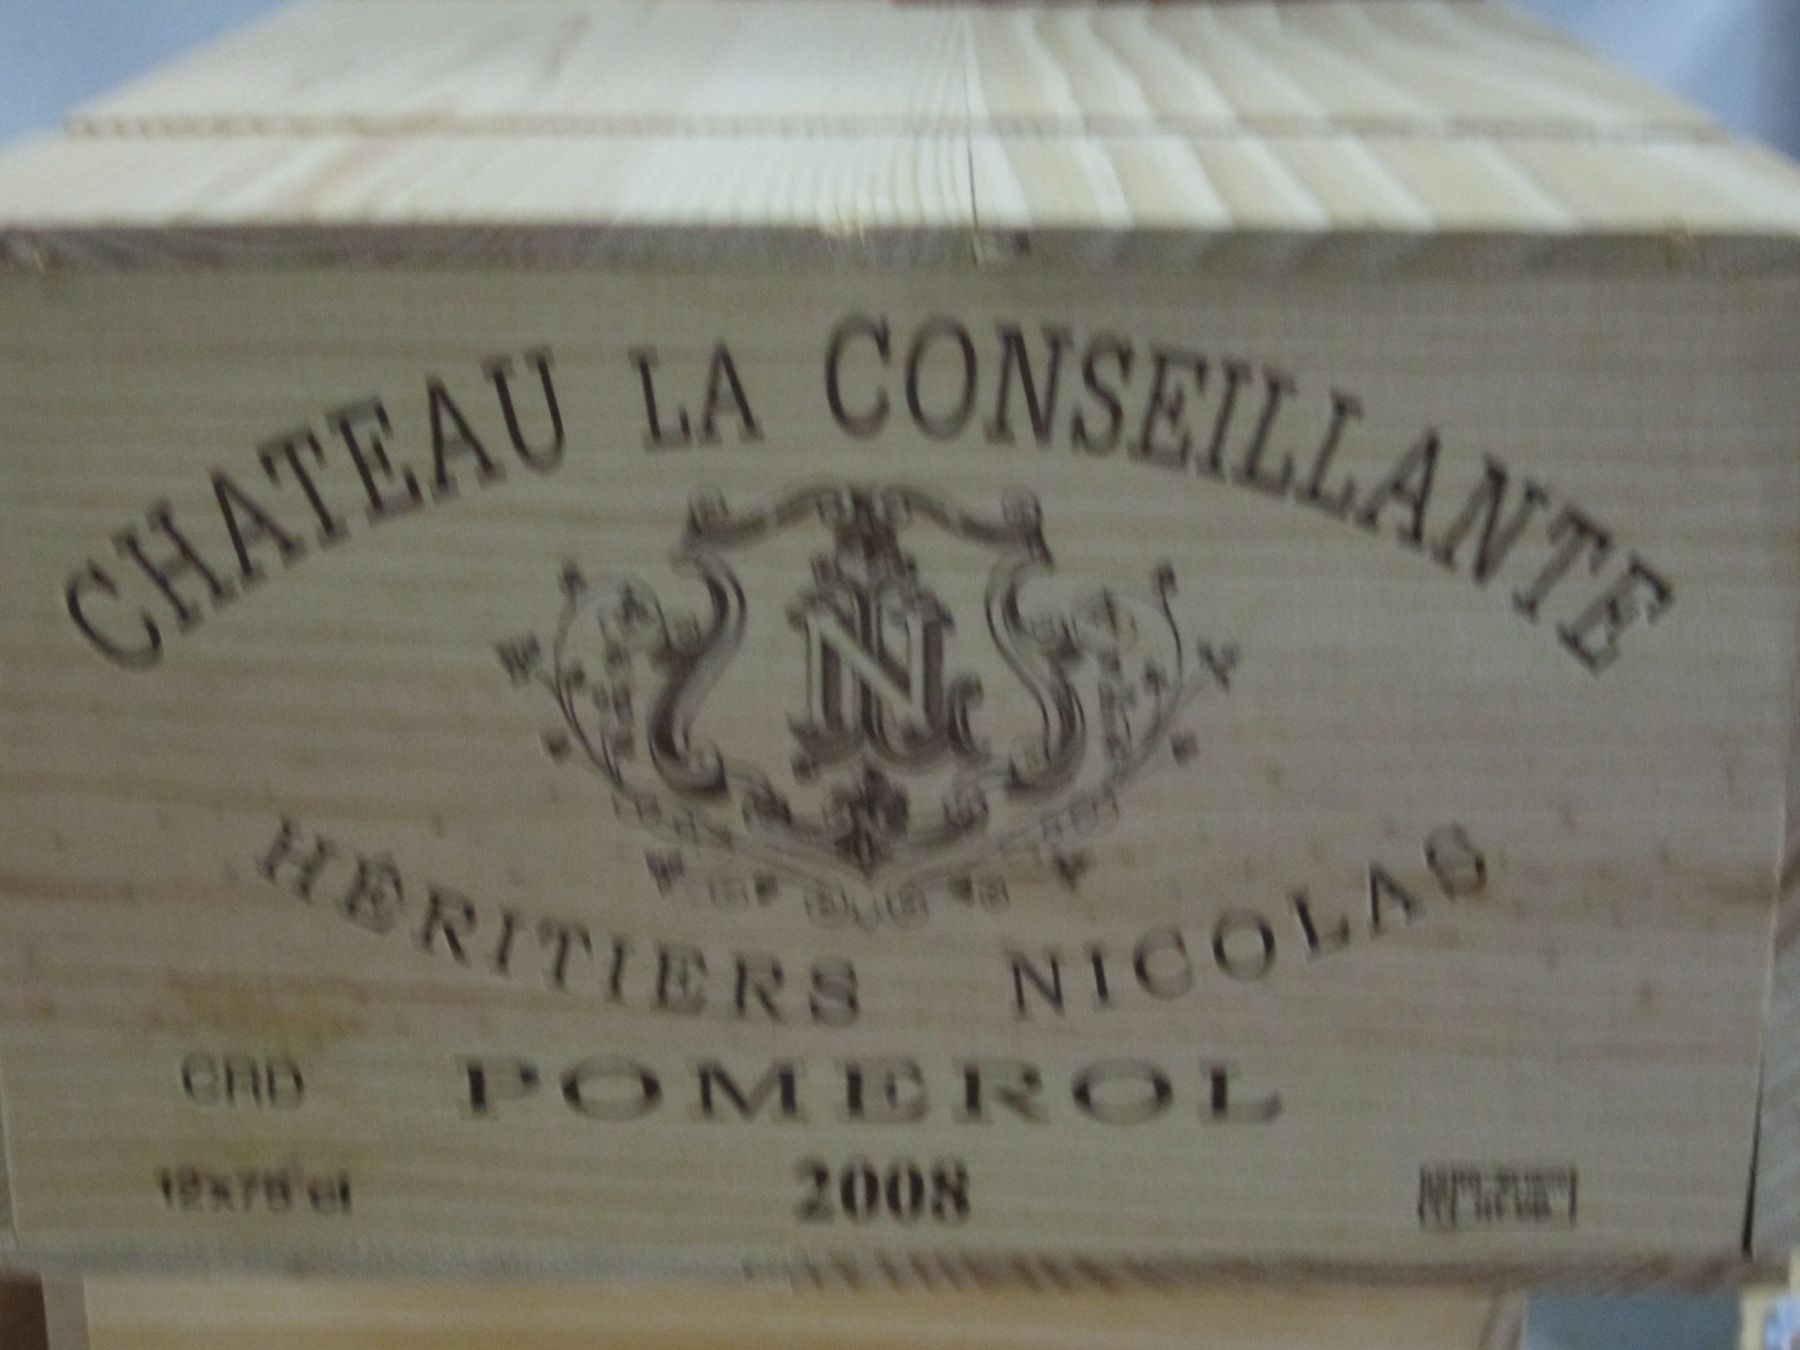 CHATEAU LA CONSEILLANTE
N
HÉRITIERS NICOLAS
CRD POMEROL
12x75 cl 2008